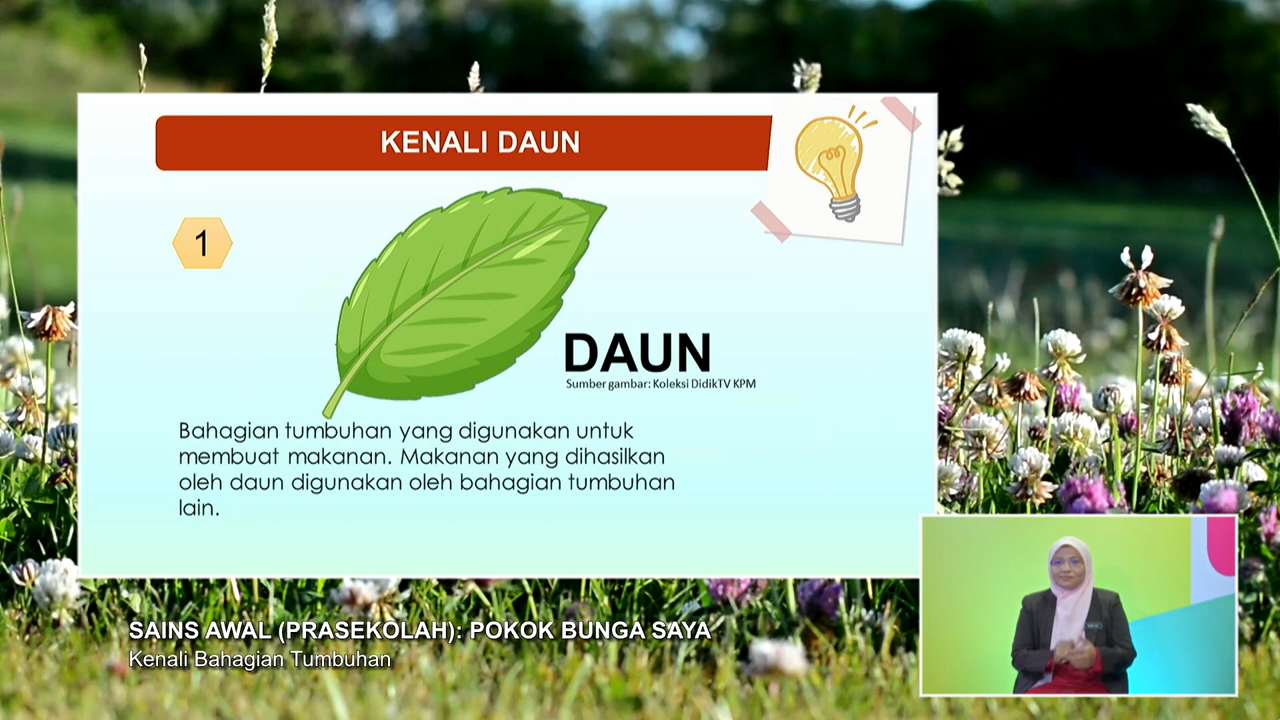 KENALI DAUN
1
DAUN
Sumber gambar: Koleksi DidikTV KPM
Bahagian tumbuhan yang digunakan untuk
membuat makanan. Makanan yang dihasilkan
oleh daun digunakan oleh bahagian tumbuhan
lain.
SAINS AWAL (PRASEKOLAH): POKOK BUNGA SAYA
Kenali Bahagian Tumbuhan